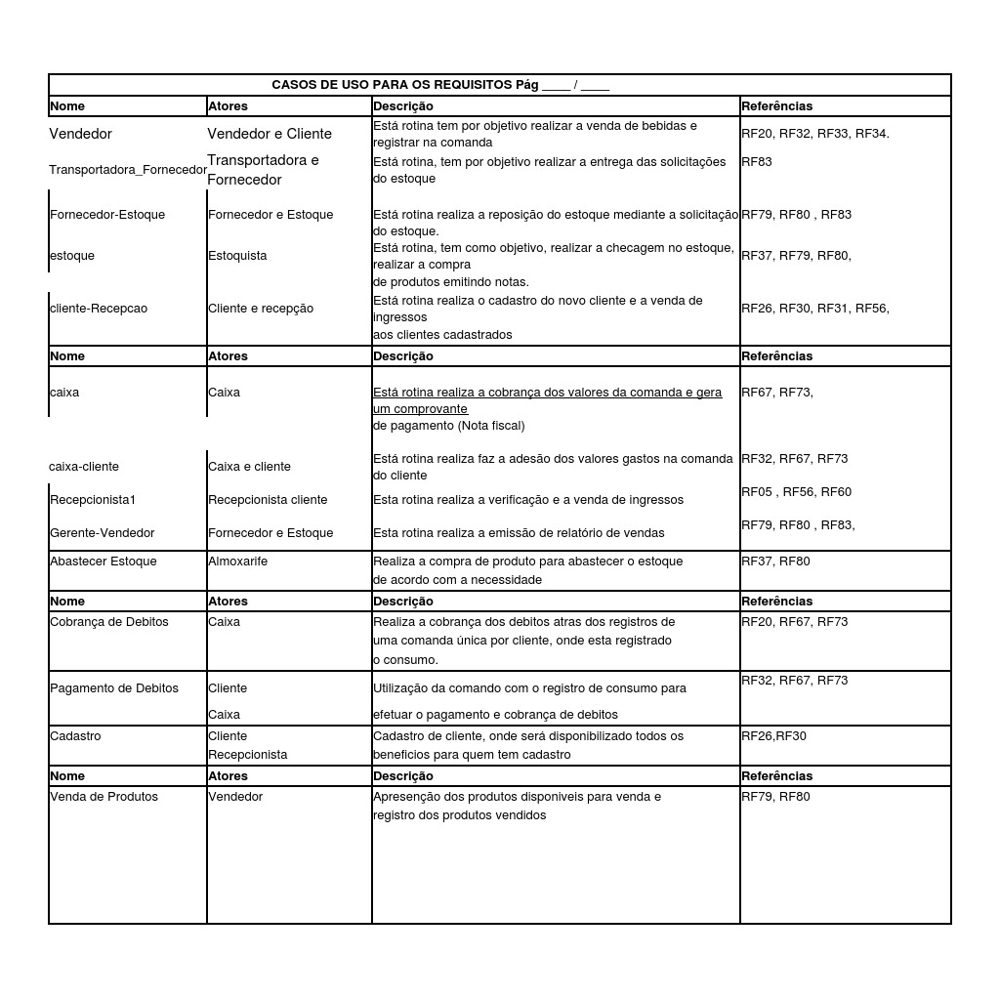 CASOS DE USO PARA OS REQUISITOS Pág ____ / ____
Nome Atores Descrição Referências
Vendedor Vendedor e Cliente Está rotina tem por objetivo realizar a venda de bebidas e RF20, RF32, RF33, RF34.
registrar na comanda
Transportadora_Fornecedor Transportadora e Está rotina, tem por objetivo realizar a entrega das solicitações RF83
Fornecedor do estoque
Fornecedor-Estoque Fornecedor e Estoque Está rotina realiza a reposição do estoque mediante a solicitação RF79, RF80 , RF83
do estoque.
estoque Estoquista Está rotina, tem como objetivo, realizar a checagem no estoque, RF37, RF79, RF80,
realizar a compra
de produtos emitindo notas.
cliente-Recepcao Cliente e recepção Está rotina realiza o cadastro do novo cliente e a venda de RF26, RF30, RF31, RF56,
ingressos
aos clientes cadastrados
Nome Atores Descrição Referências
caixa Caixa Está rotina realiza a cobrança dos valores da comanda e gera RF67, RF73,
um comprovante
de pagamento (Nota fiscal)
caixa-cliente Caixa e cliente Está rotina realiza faz a adesão dos valores gastos na comanda RF32, RF67, RF73
do cliente
Recepcionista1 Recepcionista cliente Esta rotina realiza a verificação e a venda de ingressos RF05 , RF56, RF60
Gerente-Vendedor Fornecedor e Estoque Esta rotina realiza a emissão de relatório de vendas RF79, RF80 , RF83,
Abastecer Estoque Almoxarife Realiza a compra de produto para abastecer o estoque RF37, RF80
de acordo com a necessidade
Nome Atores Descrição Referências
Cobrança de Debitos Caixa Realiza a cobrança dos debitos atras dos registros de RF20, RF67, RF73
uma comanda única por cliente, onde esta registrado
o consumo.
Pagamento de Debitos Cliente Utilização da comando com o registro de consumo para RF32, RF67, RF73
Caixa efetuar o pagamento e cobrança de debitos
Cadastro Cliente Cadastro de cliente, onde será disponibilizado todos os RF26,RF30
Recepcionista beneficios para quem tem cadastro
Nome Atores Descrição Referências
Venda de Produtos Vendedor Apresenção dos produtos disponiveis para venda e RF79, RF80
registro dos produtos vendidos